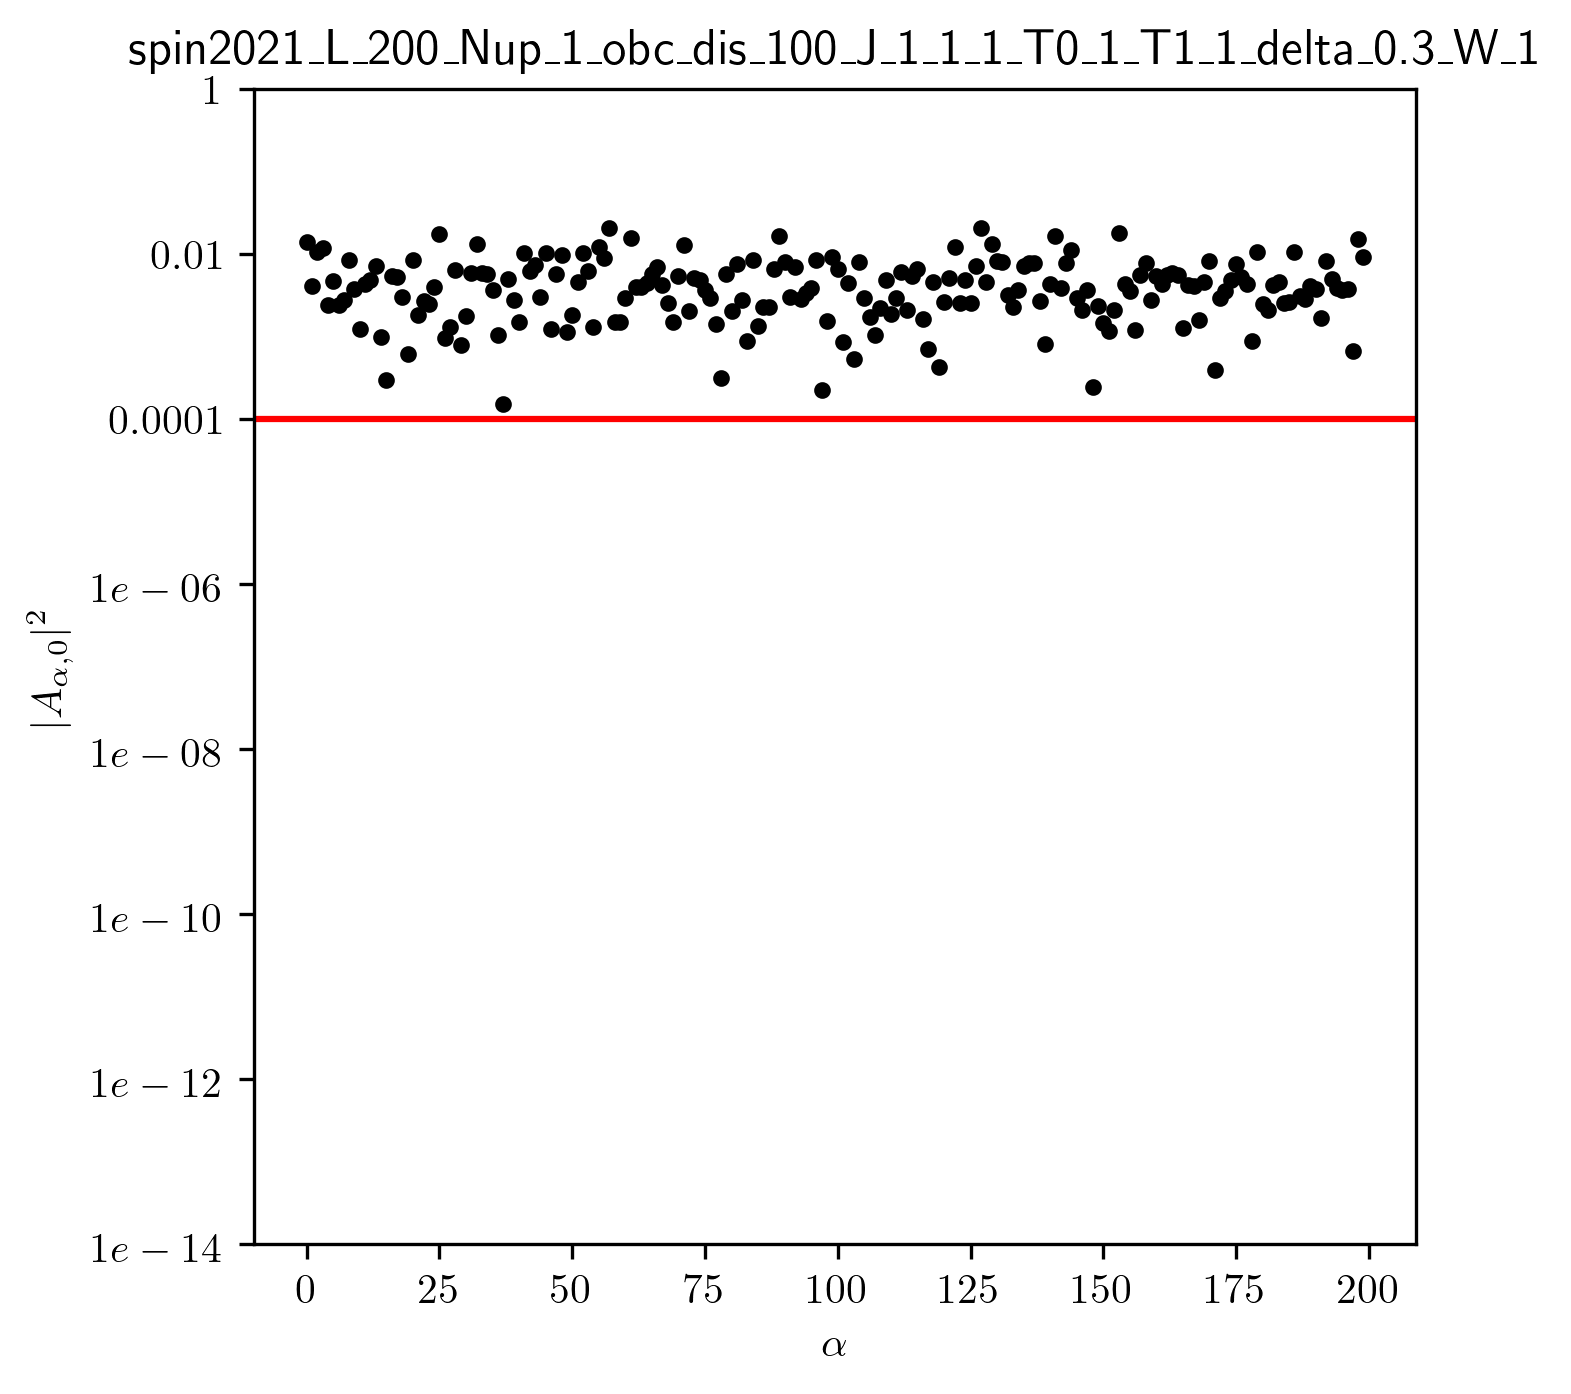 spin2021_L_200_Nup_1_obc_dis_100_J_1_1_1_T0_1_T1_1_delta_0.3_W_1
1
0.01
0.0001
1e − 06
1e − 08
1e − 10
1e − 12
1e − 14
|A_{α,0}|²
0 25 50 75 100 125 150 175 200
α